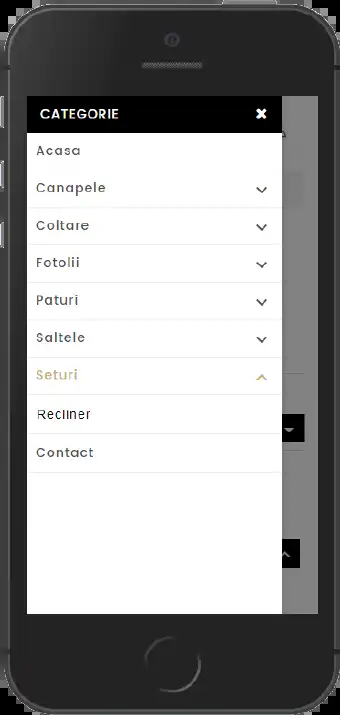 CATEGORIE
Acasa
Canapele
Coltare
Fotolii
Paturi
Saltele
Seturi
Recliner
Contact